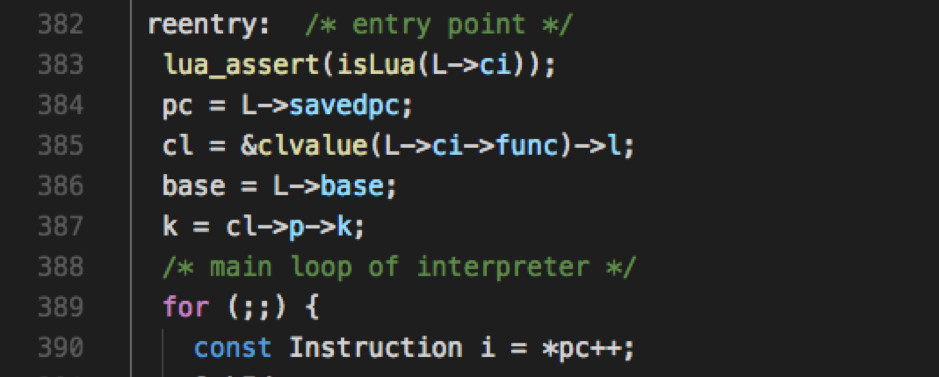 382 reentry: /* entry point */
383 lua_assert(isLua(L->ci));
384 pc = L->savedpc;
385 cl = &clvalue(L->ci->func)->l;
386 base = L->base;
387 k = cl->p->k;
388 /* main loop of interpreter */
389 for (;;) {
390 const Instruction i = *pc++;